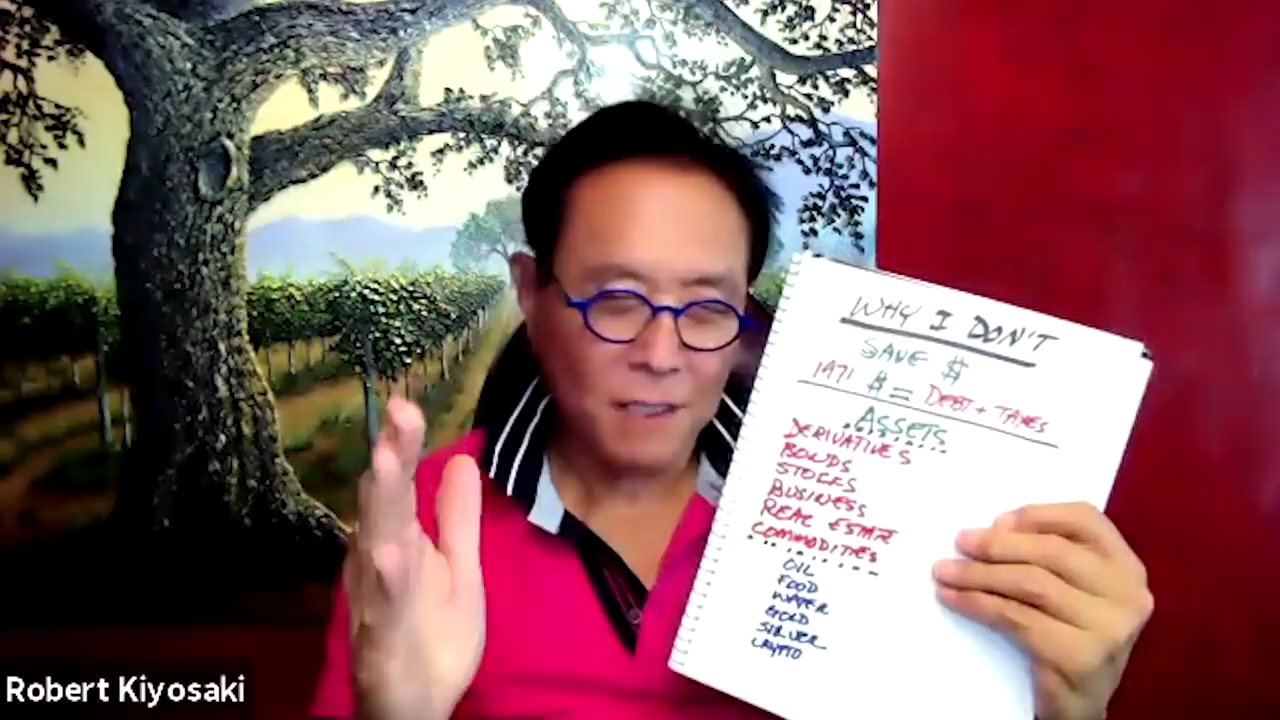 WHY I DON'T
SAVE $
1971 $ = DEBT + TAXES
ASSETS
DERIVATIVES
BONDS
STOCKS
BUSINESS
REAL ESTATE
COMMODITIES
OIL
FOOD
WATER
GOLD
SILVER
CRYPTO
Robert Kiyosaki